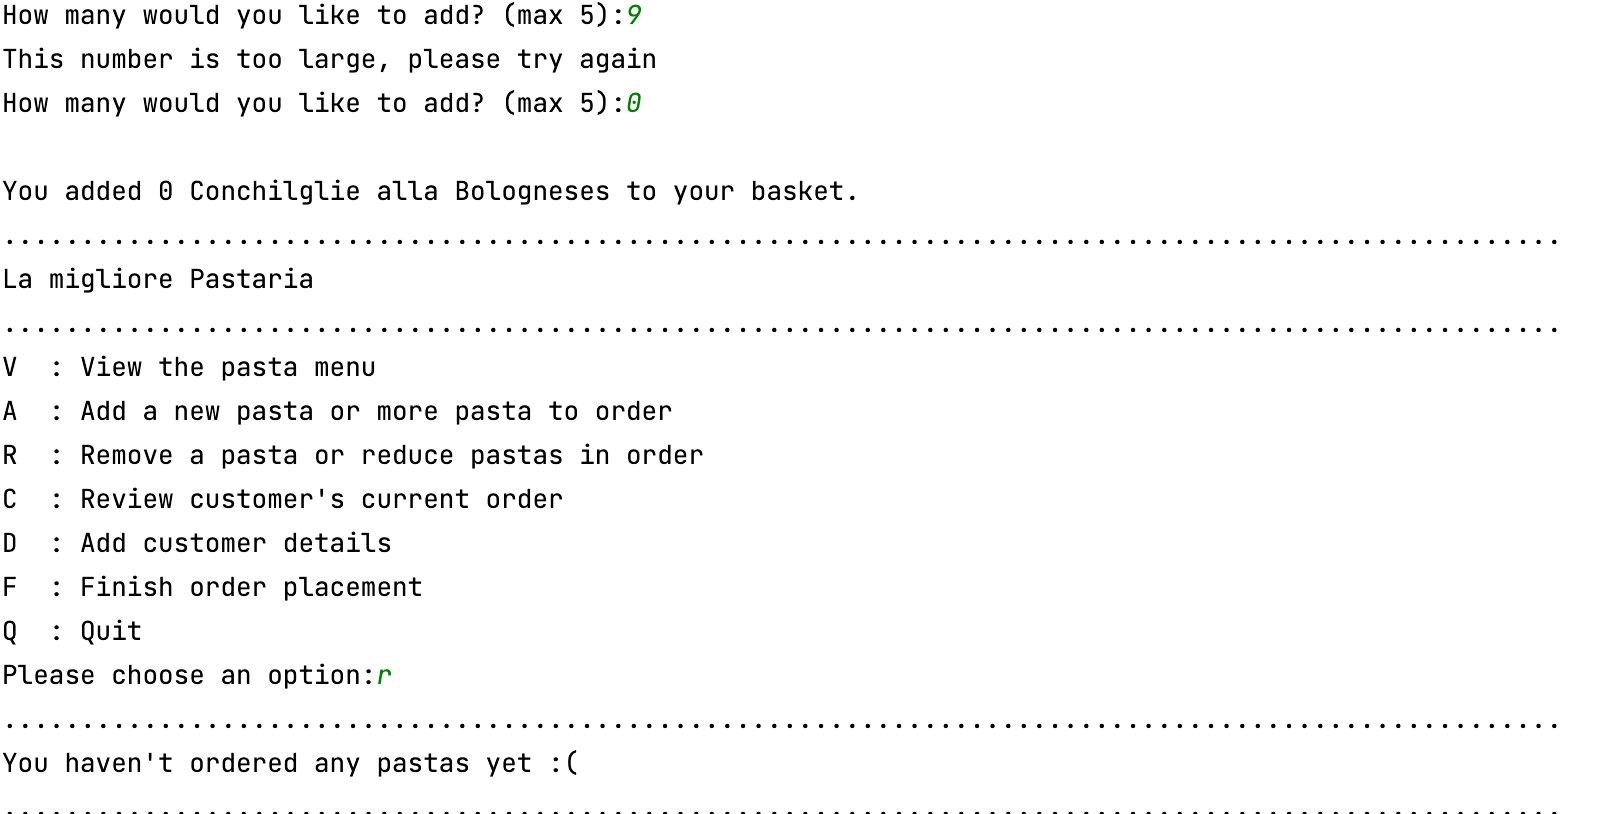 How many would you like to add? (max 5):9
This number is too large, please try again
How many would you like to add? (max 5):0
You added 0 Conchilglie alla Bologneses to your basket.
....................................................................................................
La migliore Pastaria
....................................................................................................
V  : View the pasta menu
A  : Add a new pasta or more pasta to order
R  : Remove a pasta or reduce pastas in order
C  : Review customer's current order
D  : Add customer details
F  : Finish order placement
Q  : Quit
Please choose an option:r
....................................................................................................
You haven't ordered any pastas yet :(
....................................................................................................